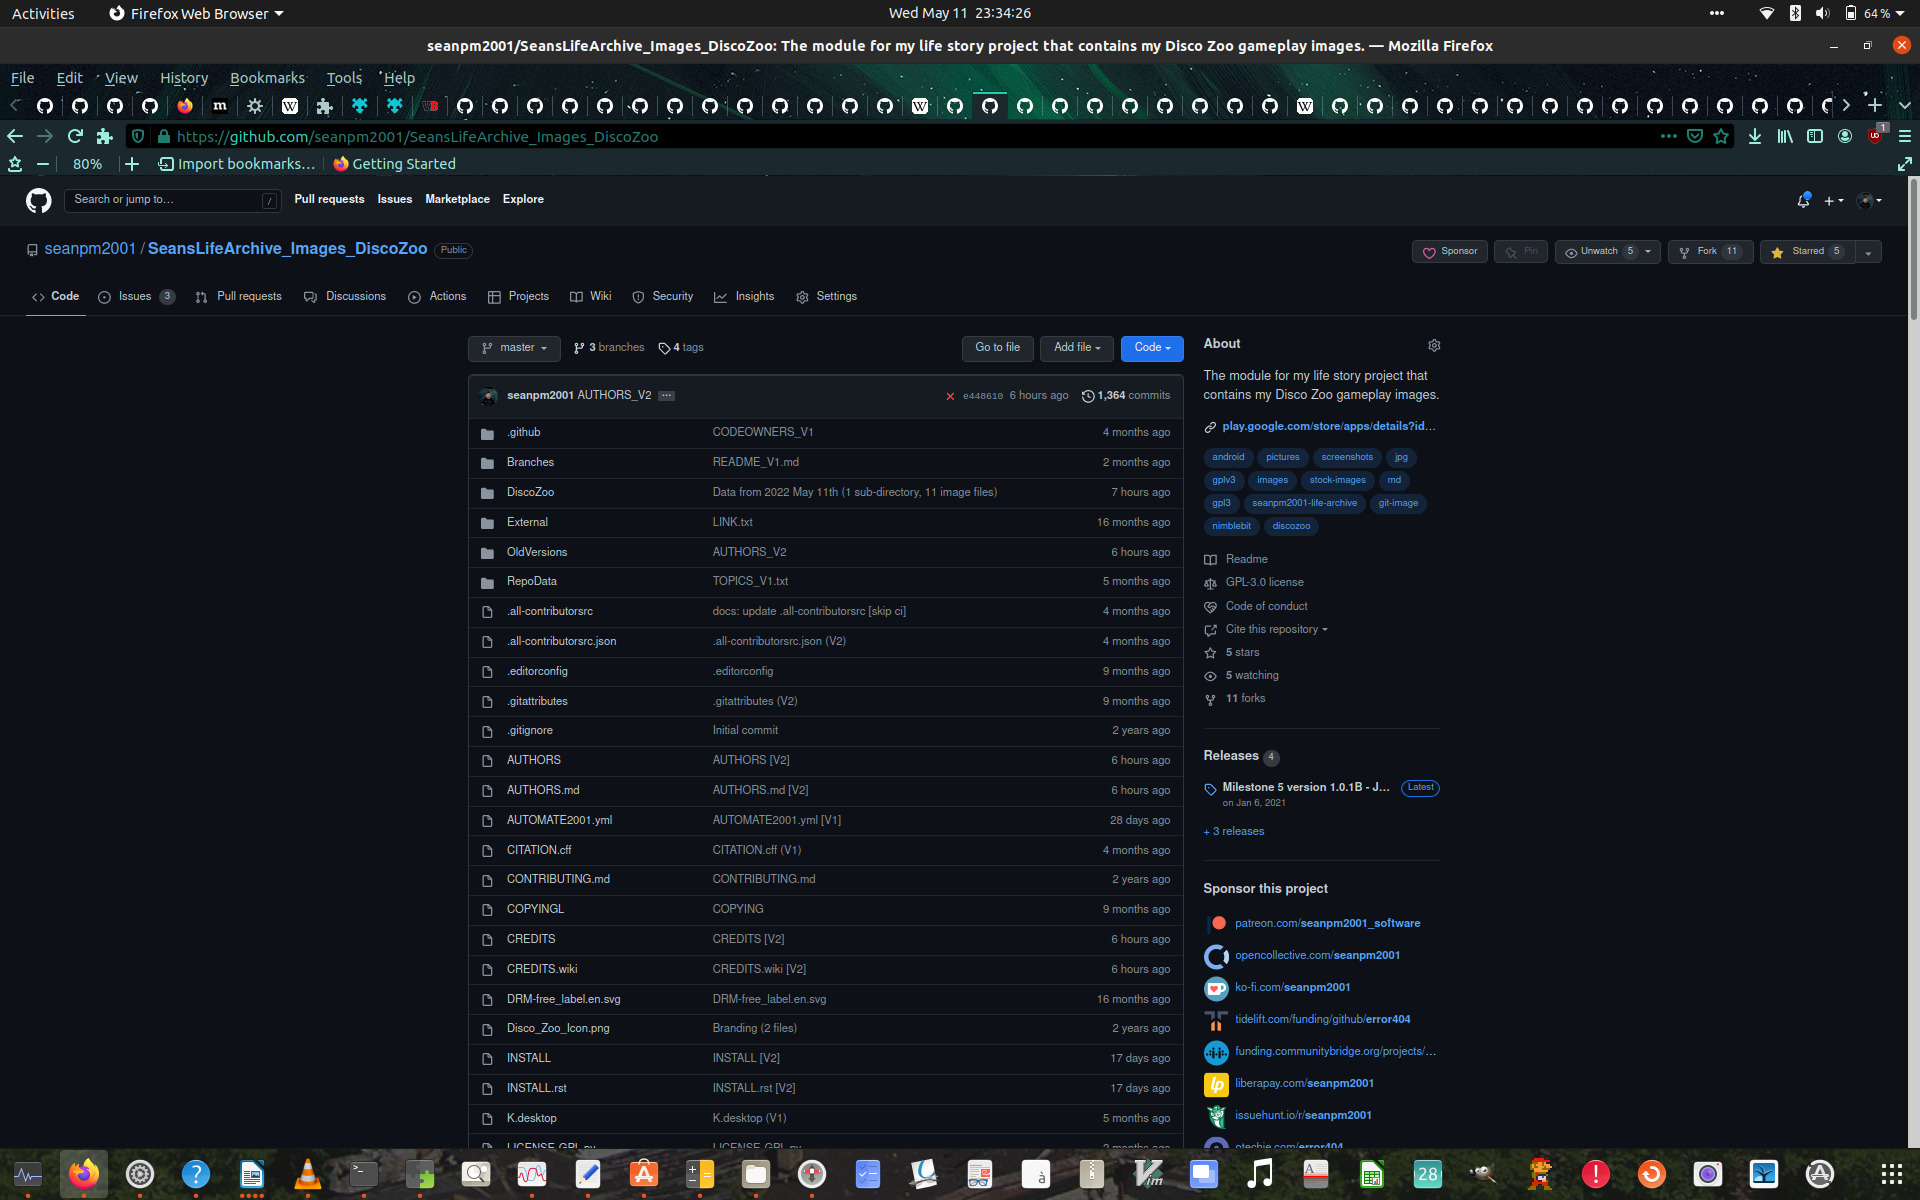 Activities Firefox Web Browser Wed May 11 23:34:26 64 %
seanpm2001/SeansLifeArchive_Images_DiscoZoo: The module for my life story project that contains my Disco Zoo gameplay images. — Mozilla Firefox
File Edit View History Bookmarks Tools Help
https://github.com/seanpm2001/SeansLifeArchive_Images_DiscoZoo 1
80% Import bookmarks… Getting Started
Search or jump to… / Pull requests Issues Marketplace Explore
seanpm2001 / SeansLifeArchive_Images_DiscoZoo Public Sponsor Pin Unwatch 5 Fork 11 Starred 5
Code Issues 3 Pull requests Discussions Actions Projects Wiki Security Insights Settings
master 3 branches 4 tags Go to file Add file Code
seanpm2001 AUTHORS_V2 … e448610 6 hours ago 1,364 commits
.github CODEOWNERS_V1 4 months ago
Branches README_V1.md 2 months ago
DiscoZoo Data from 2022 May 11th (1 sub-directory, 11 image files) 7 hours ago
External LINK.txt 16 months ago
OldVersions AUTHORS_V2 6 hours ago
RepoData TOPICS_V1.txt 5 months ago
.all-contributorsrc docs: update .all-contributorsrc [skip ci] 4 months ago
.all-contributorsrc.json .all-contributorsrc.json (V2) 4 months ago
.editorconfig .editorconfig 9 months ago
.gitattributes .gitattributes (V2) 9 months ago
.gitignore Initial commit 2 years ago
AUTHORS AUTHORS [V2] 6 hours ago
AUTHORS.md AUTHORS.md [V2] 6 hours ago
AUTOMATE2001.yml AUTOMATE2001.yml [V1] 28 days ago
CITATION.cff CITATION.cff (V1) 4 months ago
CONTRIBUTING.md CONTRIBUTING.md 2 years ago
COPYINGL COPYING 9 months ago
CREDITS CREDITS [V2] 6 hours ago
CREDITS.wiki CREDITS.wiki [V2] 6 hours ago
DRM-free_label.en.svg DRM-free_label.en.svg 16 months ago
Disco_Zoo_Icon.png Branding (2 files) 2 years ago
INSTALL INSTALL [V2] 17 days ago
INSTALL.rst INSTALL.rst [V2] 17 days ago
K.desktop K.desktop (V1) 5 months ago
About
The module for my life story project that
contains my Disco Zoo gameplay images.
play.google.com/store/apps/details?id…
android pictures screenshots jpg
gplv3 images stock-images md
gpl3 seanpm2001-life-archive git-image
nimblebit discozoo
Readme
GPL-3.0 license
Code of conduct
Cite this repository
5 stars
5 watching
11 forks
Releases 4
Milestone 5 version 1.0.1B - J… Latest
on Jan 6, 2021
+ 3 releases
Sponsor this project
patreon.com/seanpm2001_software
opencollective.com/seanpm2001
ko-fi.com/seanpm2001
tidelift.com/funding/github/error404
funding.communitybridge.org/projects/…
liberapay.com/seanpm2001
issuehunt.io/r/seanpm2001
otechie.com/error404
28